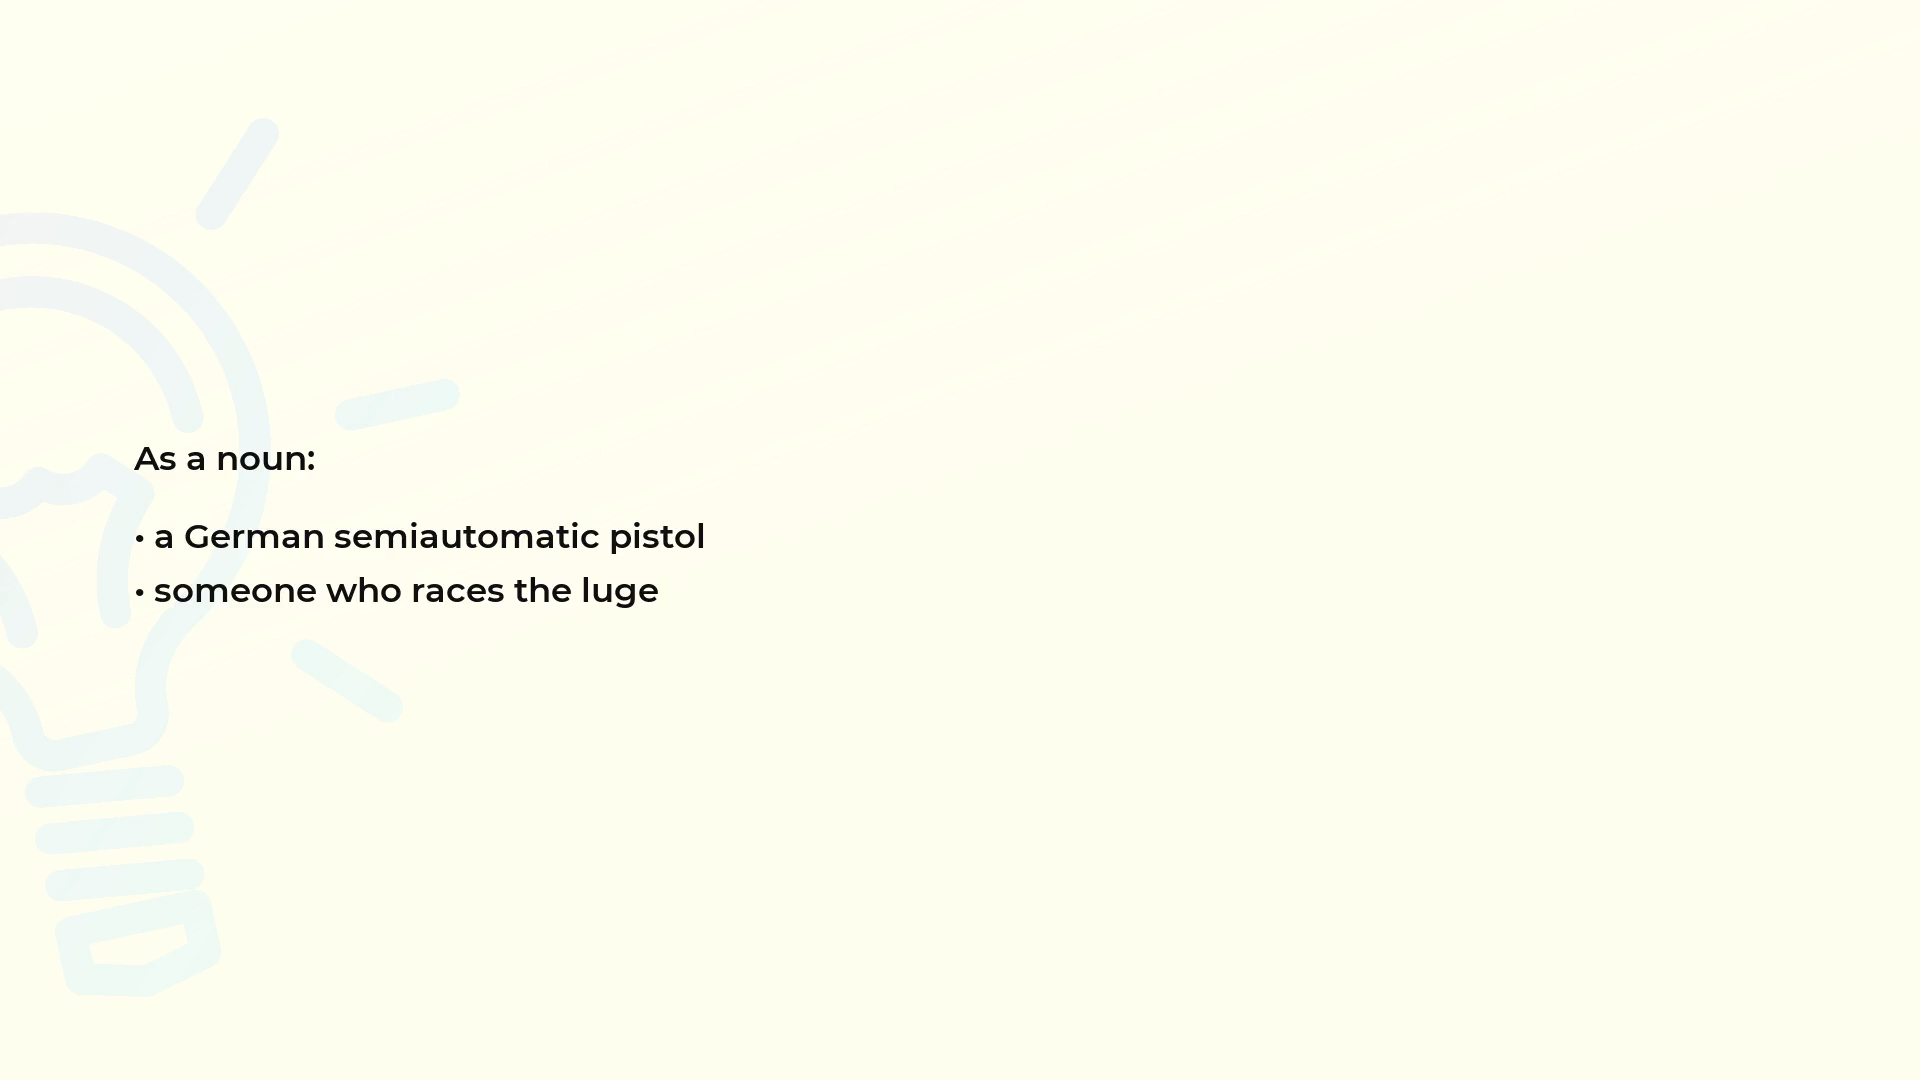 As a noun:
• a German semiautomatic pistol
• someone who races the luge